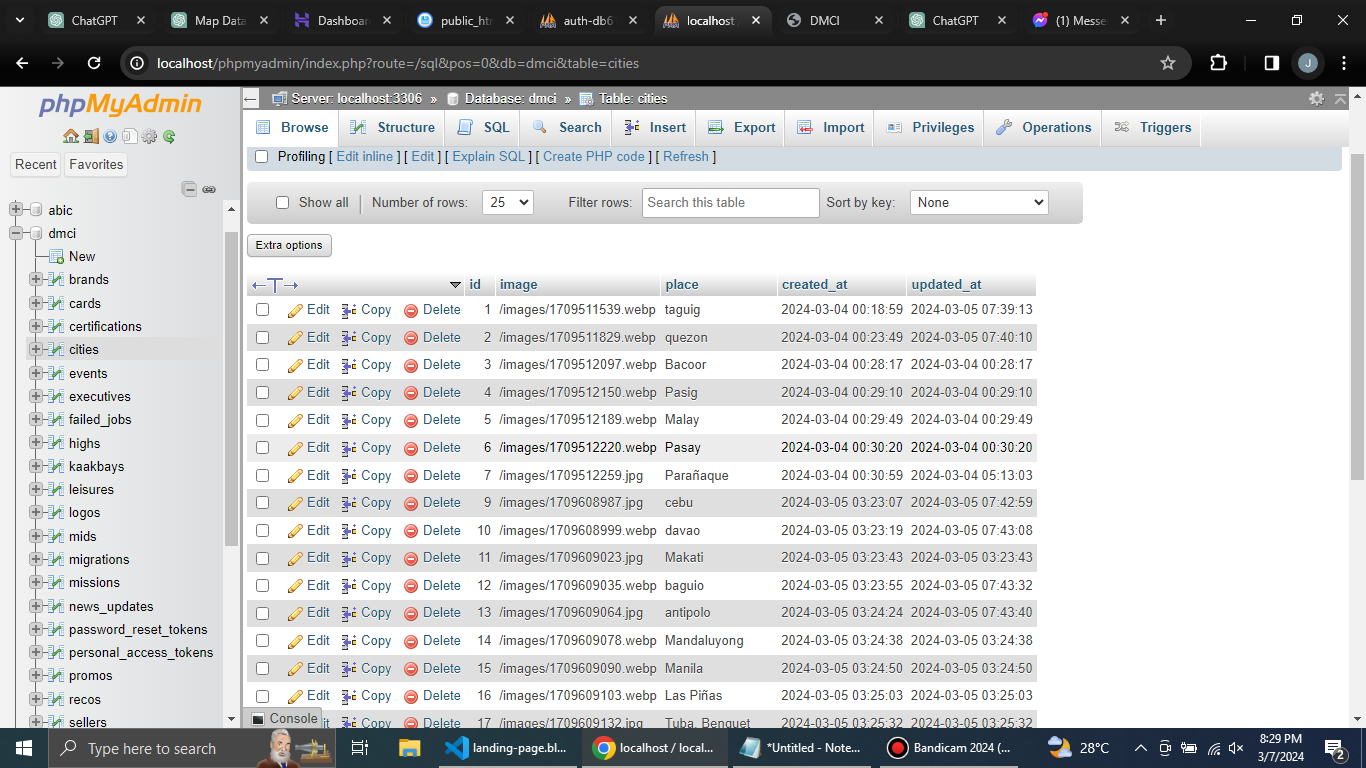 ChatGPT
Map Data
Dashboar
public_htr
auth-db6
localhost
DMCI
ChatGPT
(1) Messe
localhost/phpmyadmin/index.php?route=/sql&pos=0&db=dmci&table=cities
J
phpMyAdmin
Recent
Favorites
abic
dmci
New
brands
cards
certifications
cities
events
executives
failed_jobs
highs
kaakbays
leisures
logos
mids
migrations
missions
news_updates
password_reset_tokens
personal_access_tokens
promos
recos
sellers
Server: localhost:3306 » Database: dmci » Table: cities
Browse Structure SQL Search Insert Export Import Privileges Operations Triggers
Profiling [ Edit inline ] [ Edit ] [ Explain SQL ] [ Create PHP code ] [ Refresh ]
Show all Number of rows: 25 Filter rows: Search this table Sort by key: None
Extra options
id image place created_at updated_at
Edit Copy Delete 1 /images/1709511539.webp taguig 2024-03-04 00:18:59 2024-03-05 07:39:13
Edit Copy Delete 2 /images/1709511829.webp quezon 2024-03-04 00:23:49 2024-03-05 07:40:10
Edit Copy Delete 3 /images/1709512097.webp Bacoor 2024-03-04 00:28:17 2024-03-04 00:28:17
Edit Copy Delete 4 /images/1709512150.webp Pasig 2024-03-04 00:29:10 2024-03-04 00:29:10
Edit Copy Delete 5 /images/1709512189.webp Malay 2024-03-04 00:29:49 2024-03-04 00:29:49
Edit Copy Delete 6 /images/1709512220.webp Pasay 2024-03-04 00:30:20 2024-03-04 00:30:20
Edit Copy Delete 7 /images/1709512259.jpg Parañaque 2024-03-04 00:30:59 2024-03-04 05:13:03
Edit Copy Delete 9 /images/1709608987.jpg cebu 2024-03-05 03:23:07 2024-03-05 07:42:59
Edit Copy Delete 10 /images/1709608999.webp davao 2024-03-05 03:23:19 2024-03-05 07:43:08
Edit Copy Delete 11 /images/1709609023.jpg Makati 2024-03-05 03:23:43 2024-03-05 03:23:43
Edit Copy Delete 12 /images/1709609035.webp baguio 2024-03-05 03:23:55 2024-03-05 07:43:32
Edit Copy Delete 13 /images/1709609064.jpg antipolo 2024-03-05 03:24:24 2024-03-05 07:43:40
Edit Copy Delete 14 /images/1709609078.webp Mandaluyong 2024-03-05 03:24:38 2024-03-05 03:24:38
Edit Copy Delete 15 /images/1709609090.webp Manila 2024-03-05 03:24:50 2024-03-05 03:24:50
Edit Copy Delete 16 /images/1709609103.webp Las Piñas 2024-03-05 03:25:03 2024-03-05 03:25:03
Copy Delete 17 /images/1709609132.jpg Tuba, Benguet 2024-03-05 03:25:32 2024-03-05 03:25:32
Console
Type here to search
landing-page.bl...
localhost / local...
*Untitled - Note...
Bandicam 2024 (...
28°C
8:29 PM
3/7/2024
2